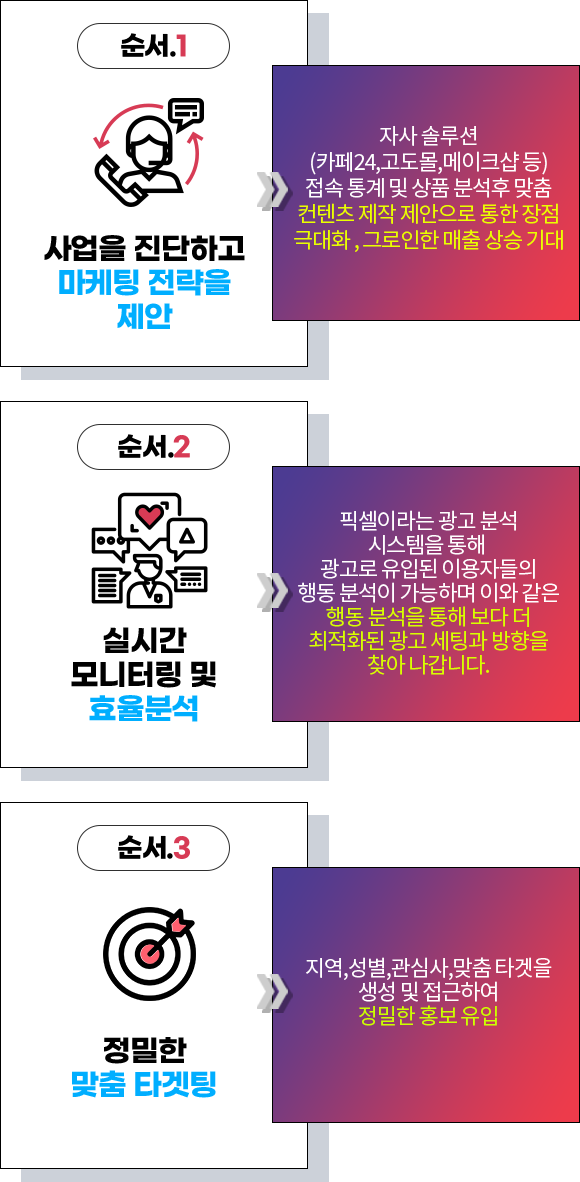 순서.1
사업을 진단하고
마케팅 전략을
제안
자사 솔루션
(카페24,고도몰,메이크샵 등)
접속 통계 및 상품 분석후 맞춤
컨텐츠 제작 제안으로 통한 장점
극대화 , 그로인한 매출 상승 기대
순서.2
실시간
모니터링 및
효율분석
픽셀이라는 광고 분석
시스템을 통해
광고로 유입된 이용자들의
행동 분석이 가능하며 이와 같은
행동 분석을 통해 보다 더
최적화된 광고 세팅과 방향을
찾아 나갑니다.
순서.3
정밀한
맞춤 타겟팅
지역,성별,관심사,맞춤 타겟을
생성 및 접근하여
정밀한 홍보 유입